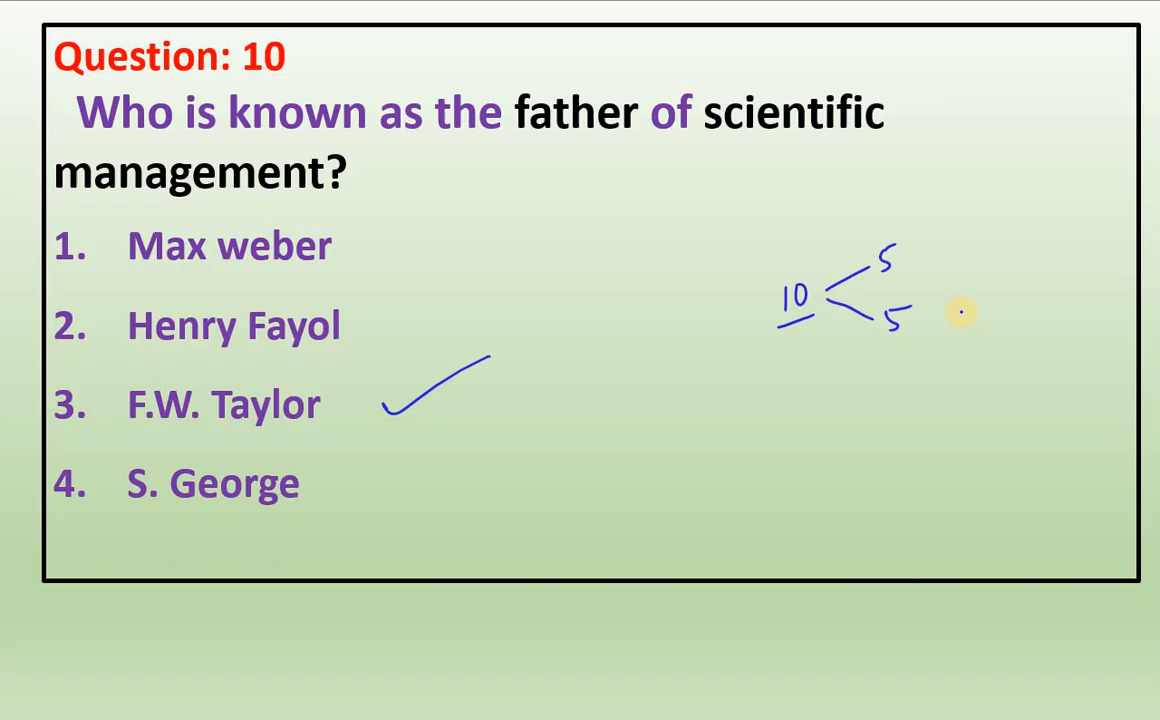 Question: 10
Who is known as the father of scientific
management?
1. Max weber
2. Henry Fayol
3. F.W. Taylor
4. S. George
10
5
5